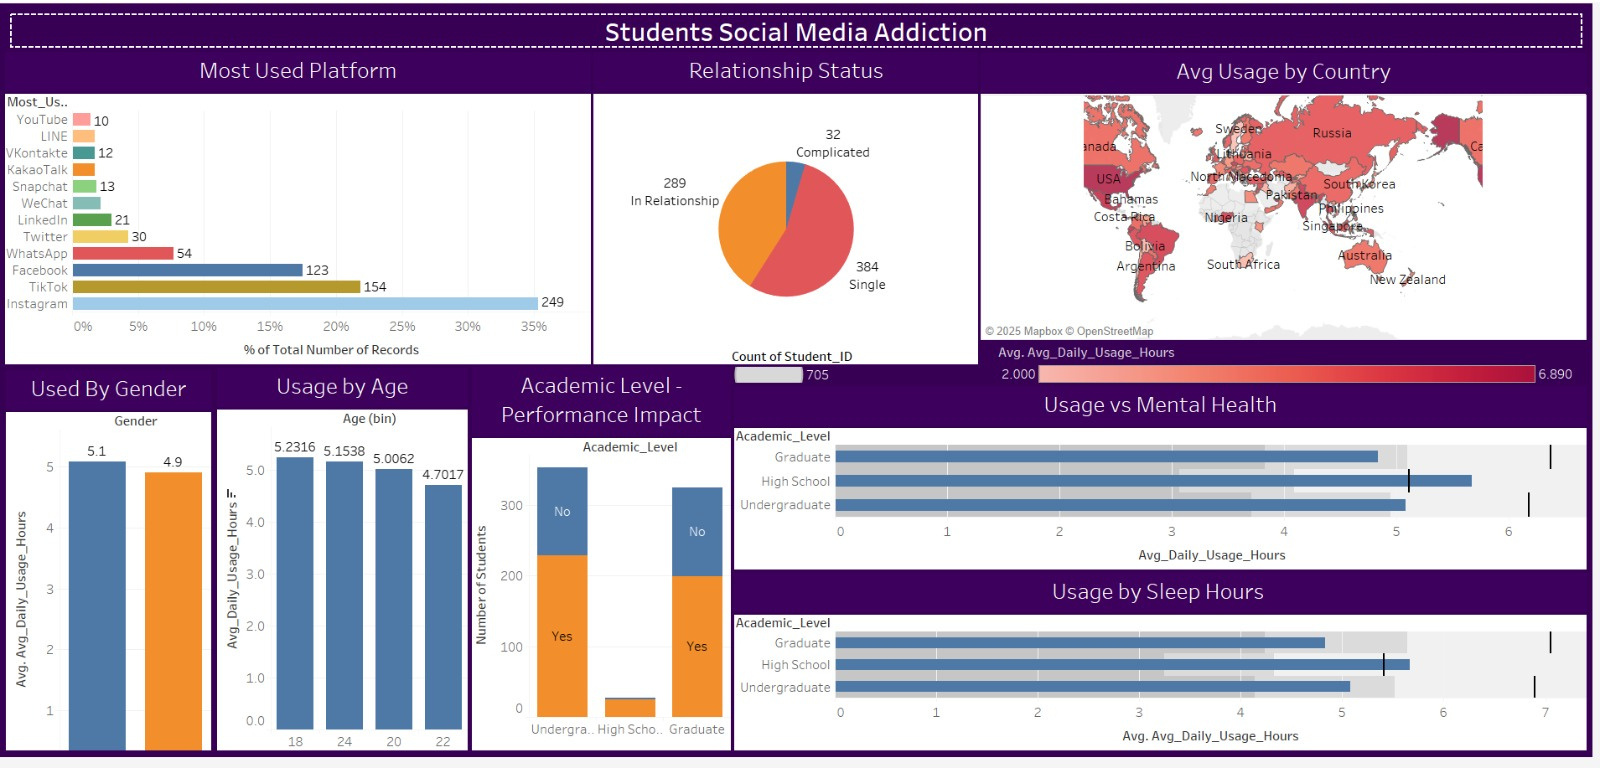 Students Social Media Addiction
Most Used Platform
Most_Us..
YouTube 10
LINE
VKontakte 12
KakaoTalk
Snapchat 13
WeChat
LinkedIn 21
Twitter 30
WhatsApp 54
Facebook 123
TikTok 154
Instagram 249
0% 5% 10% 15% 20% 25% 30% 35%
% of Total Number of Records
Relationship Status
32
Complicated
289
In Relationship
384
Single
Count of Student_ID
705
Avg Usage by Country
Sweden
Russia
anada
Ca
Lithuania
USA
North Macedonia
South Korea
Pakistan
Bahamas
Philippines
Costa Rica
Nigeria
Singapore
Bolivia
Australia
Argentina
South Africa
New Zealand
© 2025 Mapbox © OpenStreetMap
Avg. Avg_Daily_Usage_Hours
2.000 6.890
Used By Gender
Gender
5.1
4.9
5
4
3
2
1
Avg. Avg_Daily_Usage_Hours
Usage by Age
Age (bin)
5.2316 5.1538 5.0062 4.7017
5.0
4.0
3.0
2.0
1.0
0.0
Avg_Daily_Usage_Hours
18 24 20 22
Academic Level -
Performance Impact
Academic_Level
300
200
100
0
Number of Students
No
Yes
No
Yes
Undergra.. High Scho.. Graduate
Usage vs Mental Health
Academic_Level
Graduate
High School
Undergraduate
0 1 2 3 4 5 6
Avg_Daily_Usage_Hours
Usage by Sleep Hours
Academic_Level
Graduate
High School
Undergraduate
0 1 2 3 4 5 6 7
Avg. Avg_Daily_Usage_Hours